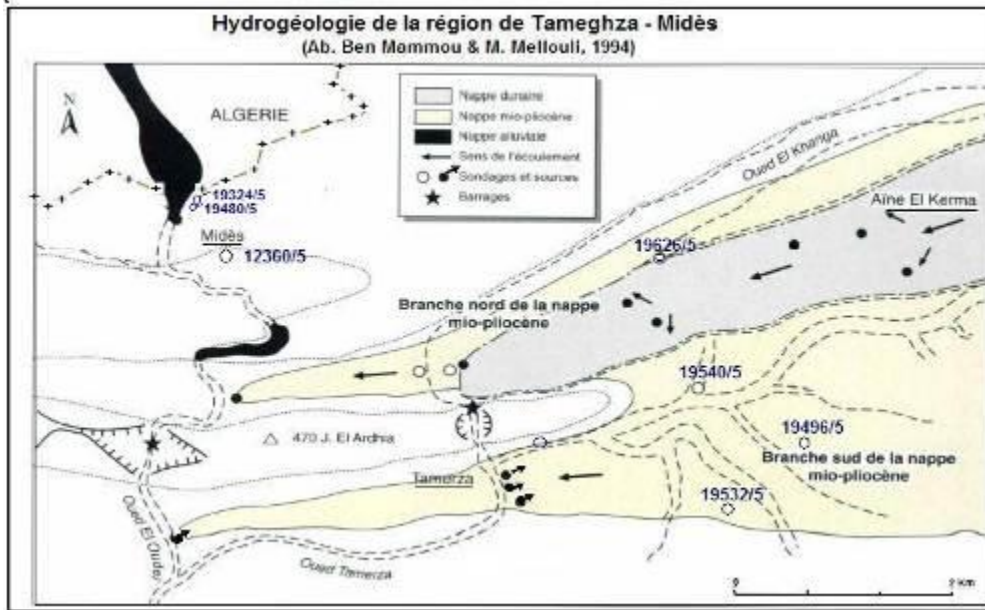 Hydrogéologie de la région de Tameghza - Midès
(Ab. Ben Mammou & M. Mellouli, 1994)
N
ALGERIE
Nappe dunaire
Nappe mio-pliocène
Nappe alluviale
Sens de l'écoulement
Sondages et sources
Barrages
Oued El Khanga
Aïne El Kerma
19324/5
19480/5
Midès
12360/5
19626/5
Branche nord de la nappe
mio-pliocène
19540/5
470 J. El Ardhia
19496/5
Branche sud de la nappe
mio-pliocène
Tamerza
19532/5
Oued El
Oued Tamerza
0 2 Km